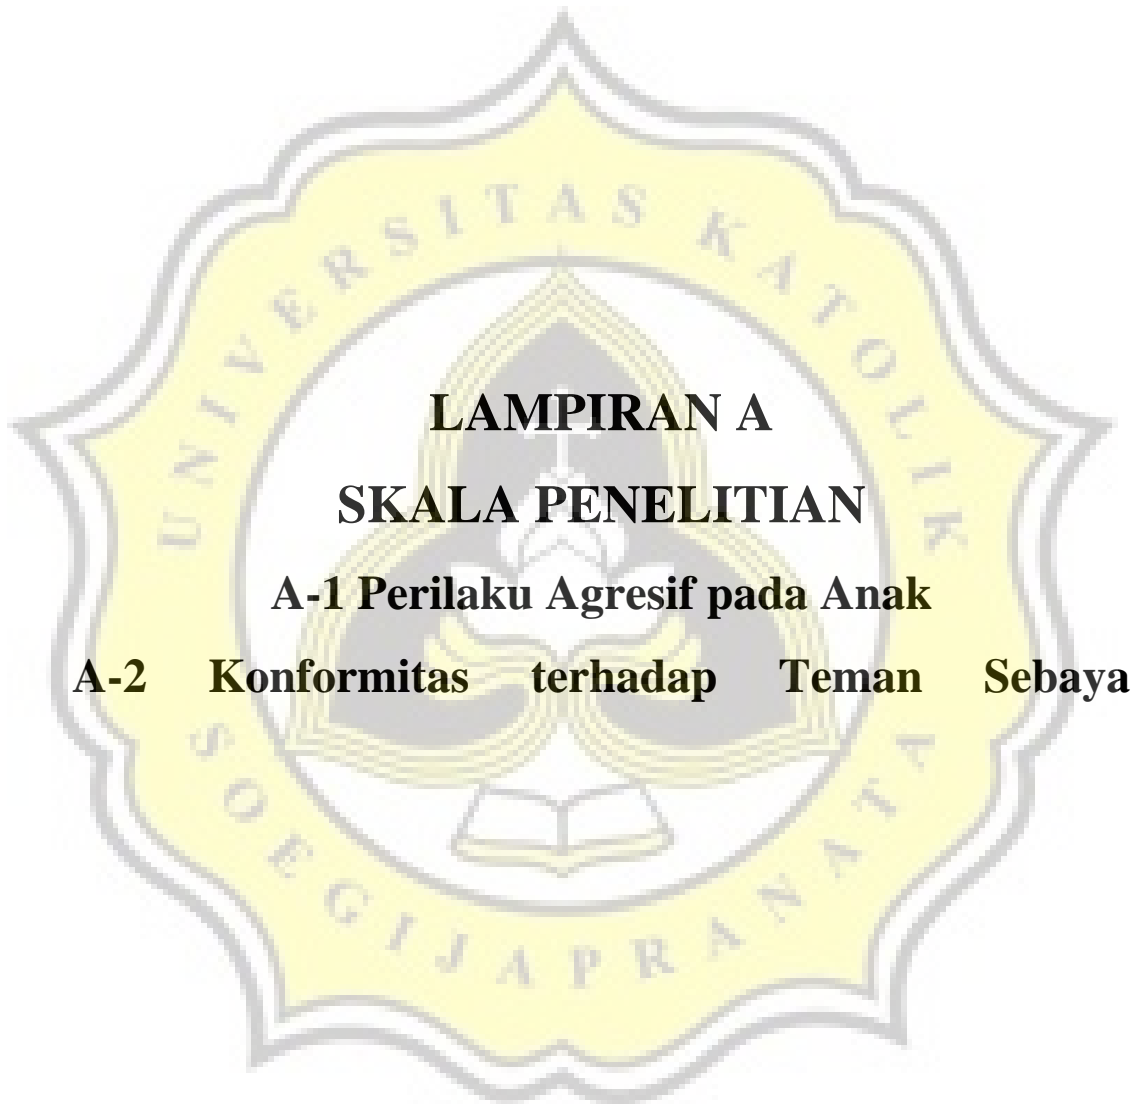 UNIVERSITAS KATOLIK
LAMPIRAN A
SKALA PENELITIAN
A-1 Perilaku Agresif pada Anak
A-2 Konformitas terhadap Teman Sebaya
SOEGIJAPRANATA